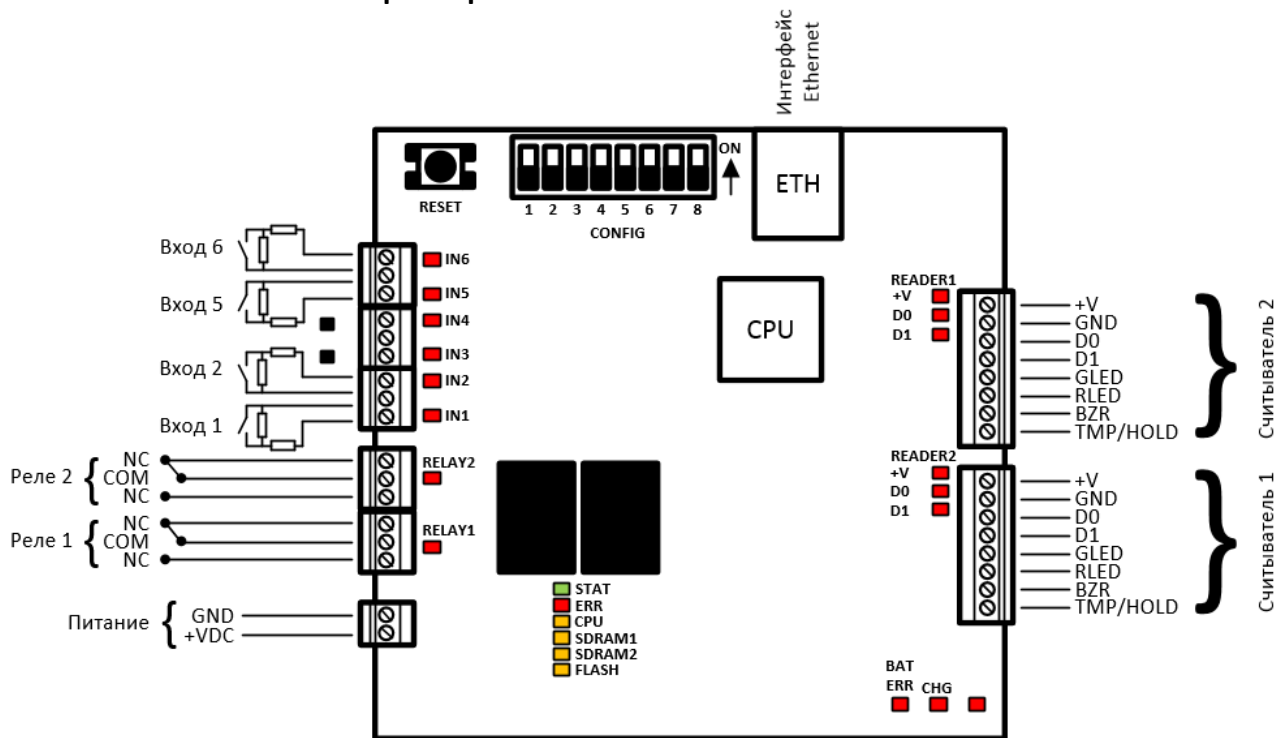 Интерфейс
Ethernet
ETH
ON
1 2 3 4 5 6 7 8
CONFIG
RESET
CPU
Вход 6
Вход 5
Вход 2
Вход 1
IN6
IN5
IN4
IN3
IN2
IN1
Реле 2
NC
COM
NC
RELAY2
Реле 1
NC
COM
NC
RELAY1
Питание
GND
+VDC
STAT
ERR
CPU
SDRAM1
SDRAM2
FLASH
READER1
+V
D0
D1
+V
GND
D0
D1
GLED
RLED
BZR
TMP/HOLD
Считыватель 2
READER2
+V
D0
D1
+V
GND
D0
D1
GLED
RLED
BZR
TMP/HOLD
Считыватель 1
BAT
ERR CHG